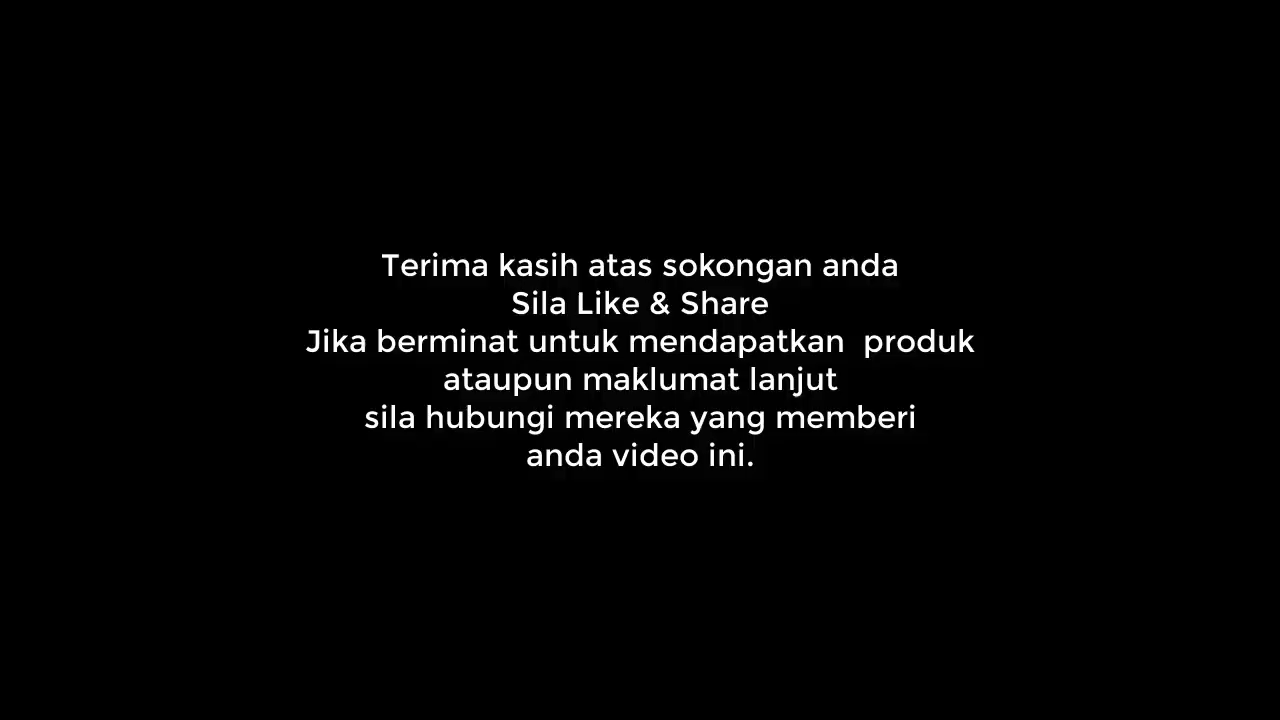 Terima kasih atas sokongan anda
Sila Like & Share
Jika berminat untuk mendapatkan  produk
ataupun maklumat lanjut
sila hubungi mereka yang memberi
anda video ini.